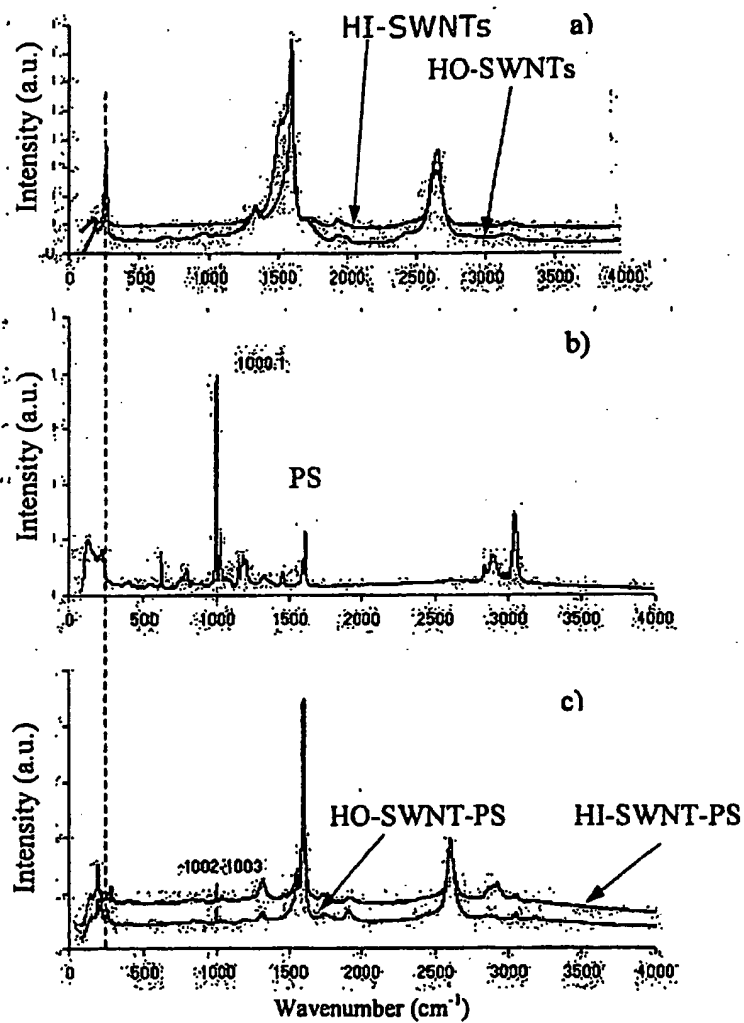 a)
HI-SWNTs
HO-SWNTs
Intensity (a.u.)
0 500 1000 1500 2000 2500 3000 3500 4000
b)
1000.1
PS
Intensity (a.u.)
0 500 1000 1500 2000 2500 3000 3500 4000
c)
HO-SWNT-PS
HI-SWNT-PS
1002-1003
Intensity (a.u.)
0 500 1000 1500 2000 2500 3000 3500 4000
Wavenumber (cm⁻¹)